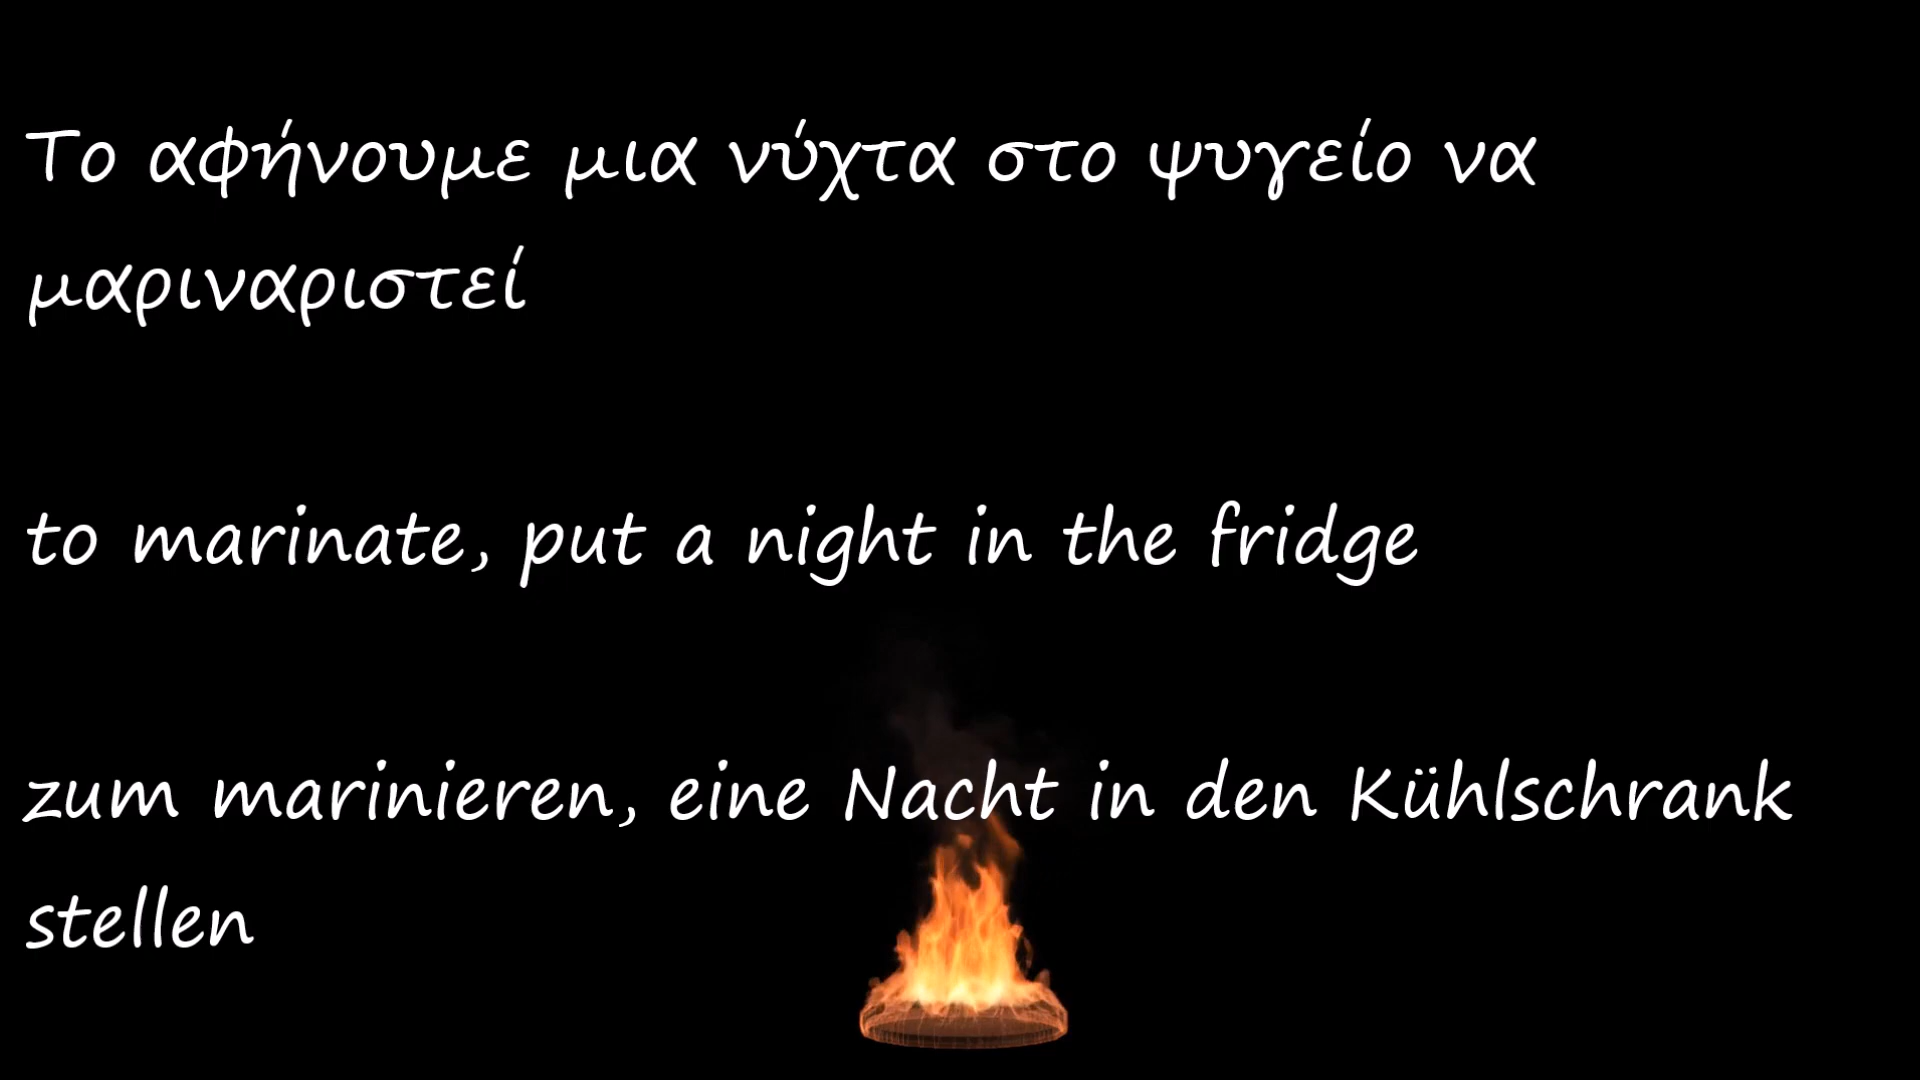 Το αφήνουμε μια νύχτα στο ψυγείο να
μαριναριστεί
to marinate, put a night in the fridge
zum marinieren, eine Nacht in den Kühlschrank
stellen